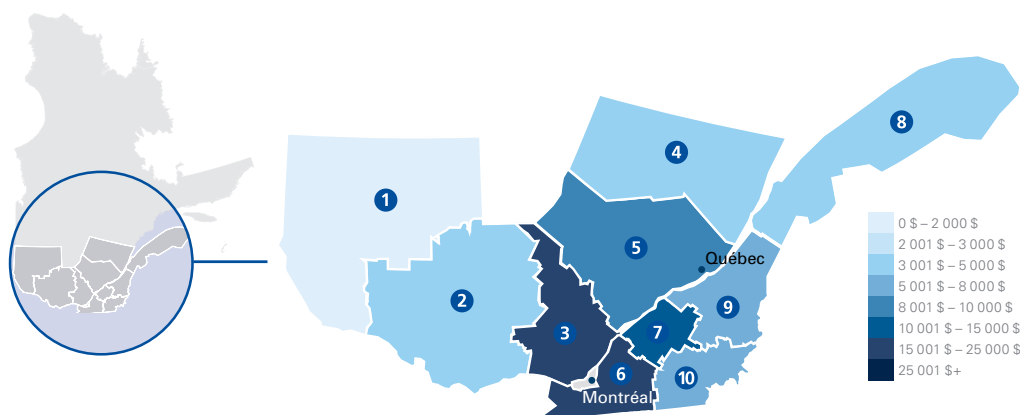 8
4
1
5
Québec
2
9
3
7
6
10
Montréal
0 $ – 2 000 $
2 001 $ – 3 000 $
3 001 $ – 5 000 $
5 001 $ – 8 000 $
8 001 $ – 10 000 $
10 001 $ – 15 000 $
15 001 $ – 25 000 $
25 001 $+